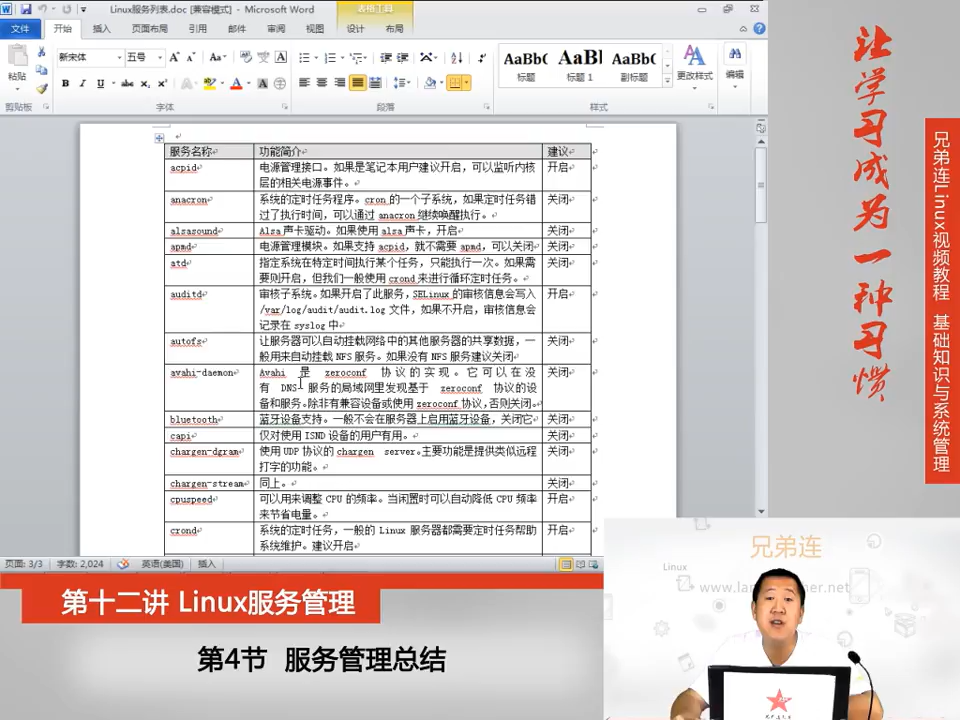 Linux服务列表.doc [兼容模式] - Microsoft Word
表格工具
文件 开始 插入 页面布局 引用 邮件 审阅 视图 设计 布局
新宋体 五号
粘贴
AaBbC AaBl AaBbC
标题 标题 1 副标题
更改样式 编辑
剪贴板 字体 段落 样式
服务名称 功能简介 建议
acpid 电源管理接口。如果是笔记本用户建议开启，可以监听内核 开启
层的相关电源事件。
anacron 系统的定时任务程序。cron 的一个子系统，如果定时任务错 关闭
过了执行时间，可以通过 anacron 继续唤醒执行。
alsasound Alsa 声卡驱动。如果使用 alsa 声卡，开启 关闭
apmd 电源管理模块。如果支持 acpid，就不需要 apmd，可以关闭 关闭
atd 指定系统在特定时间执行某个任务，只能执行一次。如果需 关闭
要则开启，但我们一般使用 crond 来进行循环定时任务。
auditd 审核子系统。如果开启了此服务，SELinux 的审核信息会写入 开启
/var/log/audit/audit.log 文件，如果不开启，审核信息会
记录在 syslog 中
autofs 让服务器可以自动挂载网络中的其他服务器的共享数据，一 关闭
般用来自动挂载 NFS 服务。如果没有 NFS 服务建议关闭
avahi-daemon Avahi 是 zeroconf 协议的实现。它可以在没 关闭
有 DNS 服务的局域网里发现基于 zeroconf 协议的设
备和服务。除非有兼容设备或使用 zeroconf 协议，否则关闭。
bluetooth 蓝牙设备支持。一般不会在服务器上启用蓝牙设备，关闭它 关闭
capi 仅对使用 ISND 设备的用户有用。 关闭
chargen-dgram 使用 UDP 协议的 chargen server。主要功能是提供类似远程 关闭
打字的功能。
chargen-stream 同上。 关闭
cpuspeed 可以用来调整 CPU 的频率。当闲置时可以自动降低 CPU 频率 开启
来节省电量。
crond 系统的定时任务，一般的 Linux 服务器都需要定时任务帮助 开启
系统维护。建议开启
页面: 3/3 字数: 2,024 英语(美国) 插入
让学习成为一种习惯
兄弟连Linux视频教程 基础知识与系统管理
第十二讲 Linux服务管理
第4节 服务管理总结
兄弟连
Linux